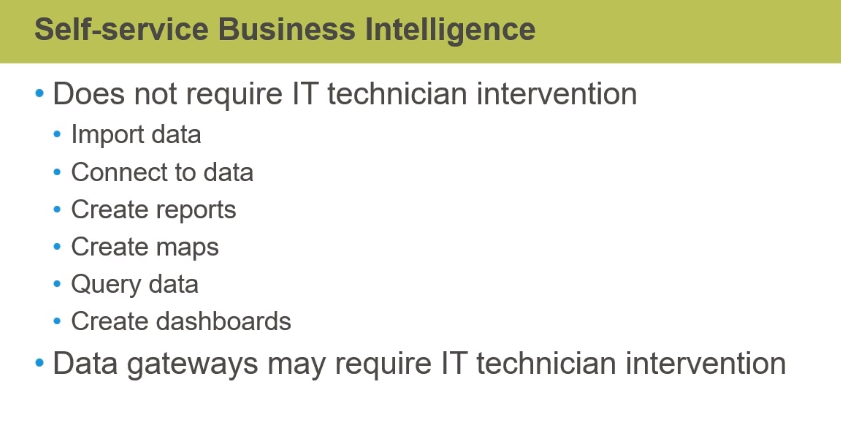 Self-service Business Intelligence
• Does not require IT technician intervention
• Import data
• Connect to data
• Create reports
• Create maps
• Query data
• Create dashboards
• Data gateways may require IT technician intervention